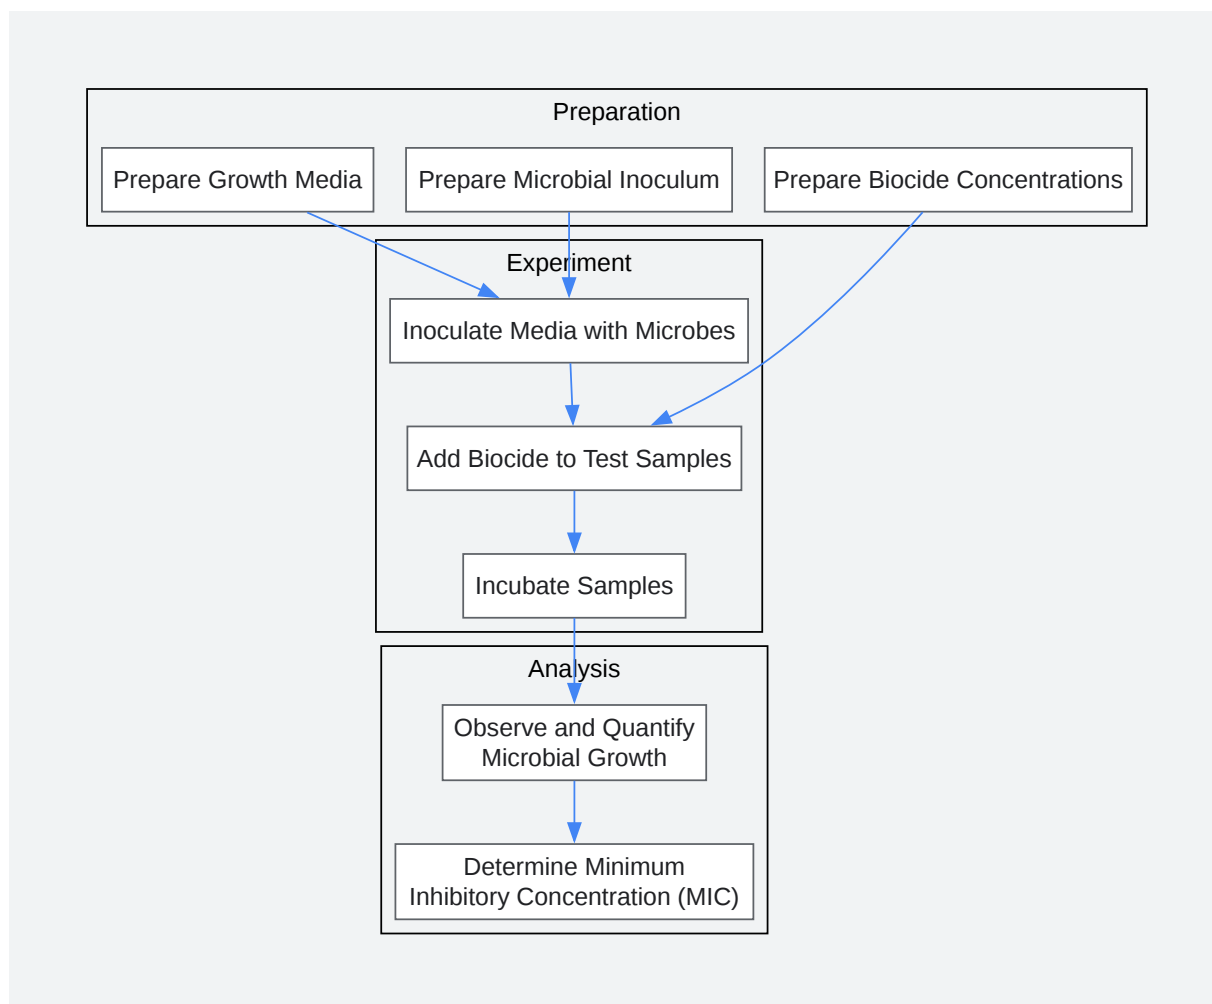 Preparation
Prepare Growth Media
Prepare Microbial Inoculum
Prepare Biocide Concentrations
Experiment
Inoculate Media with Microbes
Add Biocide to Test Samples
Incubate Samples
Analysis
Observe and Quantify
Microbial Growth
Determine Minimum
Inhibitory Concentration (MIC)